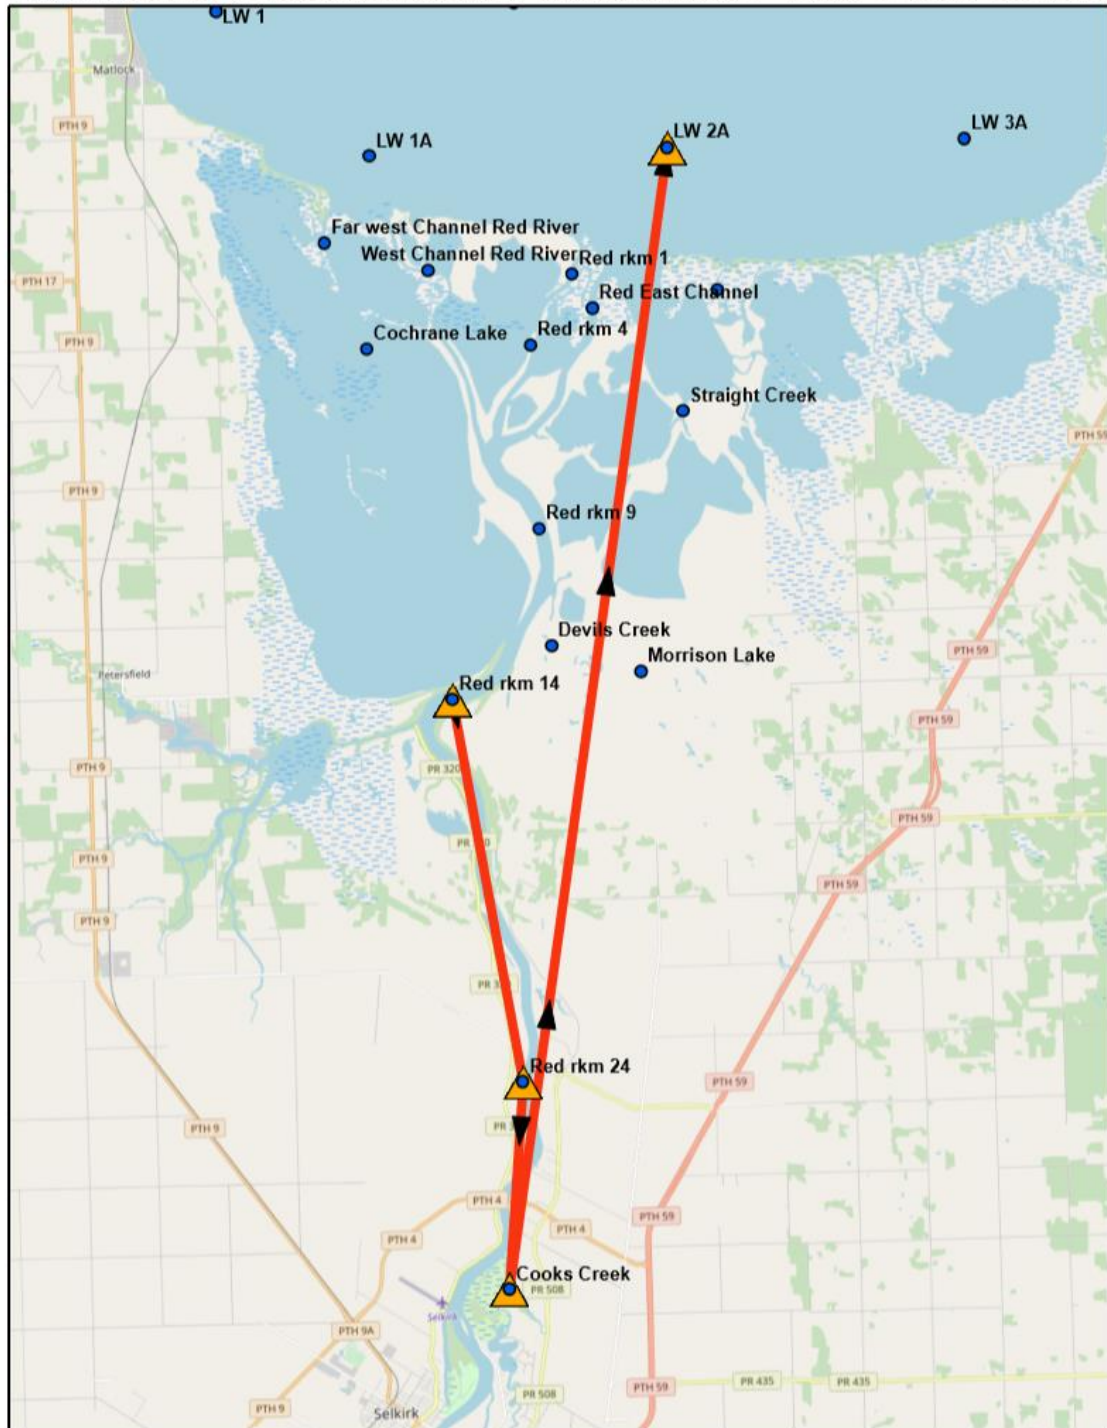 LW 1
Matlock
PTH 9
LW 1A
LW 2A
LW 3A
Far west Channel Red River
West Channel Red River
Red rkm 1
PTH 17
Red East Channel
Cochrane Lake
Red rkm 4
PTH 9
Straight Creek
PTH 59
PTH 9
Red rkm 9
Devils Creek
Morrison Lake
PTH 59
Petersfield
Red rkm 14
PTH 59
PTH 9
PR 320
PTH 59
PTH 9
PTH 59
PTH 9
Red rkm 24
PTH 59
PTH 9
PTH 4
PTH 59
PTH 4
PTH 4
Cooks Creek
PR 508
Selkirk
PTH 9A
PTH 59
PR 435
PR 435
PTH 9
PR 508
Selkirk